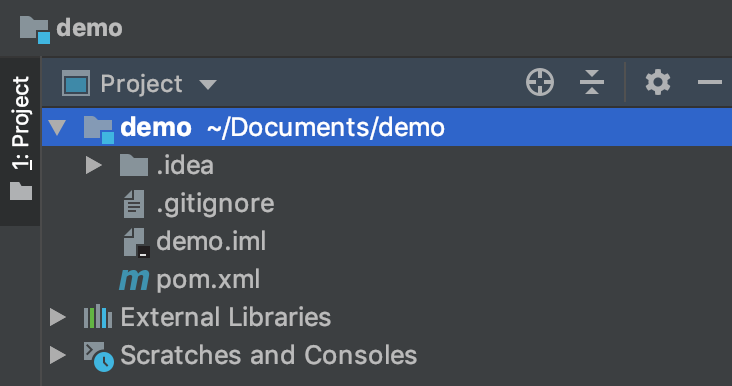 demo
1: Project
Project
demo ~/Documents/demo
.idea
.gitignore
demo.iml
pom.xml
External Libraries
Scratches and Consoles